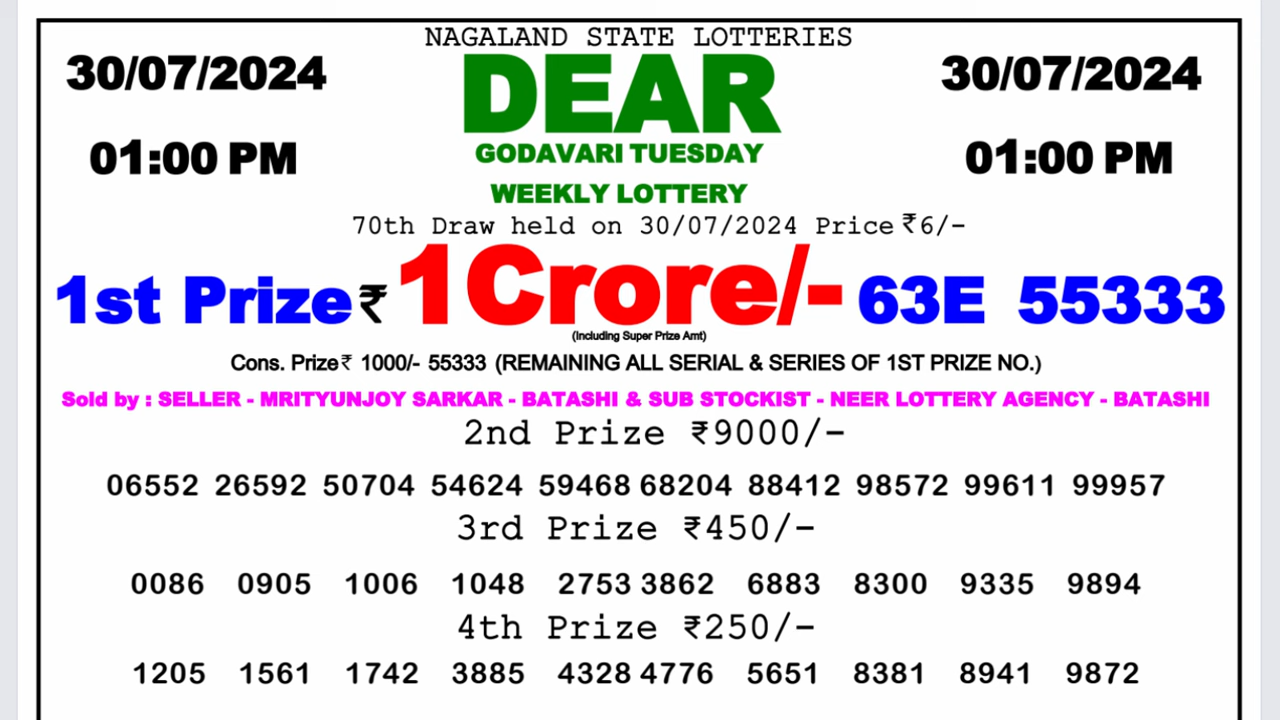 NAGALAND STATE LOTTERIES
30/07/2024 DEAR 30/07/2024
01:00 PM GODAVARI TUESDAY 01:00 PM
WEEKLY LOTTERY
70th Draw held on 30/07/2024 Price ₹6/-
1st Prize ₹ 1Crore/- 63E 55333
(Including Super Prize Amt)
Cons. Prize₹ 1000/- 55333 (REMAINING ALL SERIAL & SERIES OF 1ST PRIZE NO.)
Sold by : SELLER - MRITYUNJOY SARKAR - BATASHI & SUB STOCKIST - NEER LOTTERY AGENCY - BATASHI
2nd Prize ₹9000/-
06552 26592 50704 54624 59468 68204 88412 98572 99611 99957
3rd Prize ₹450/-
0086 0905 1006 1048 2753 3862 6883 8300 9335 9894
4th Prize ₹250/-
1205 1561 1742 3885 4328 4776 5651 8381 8941 9872